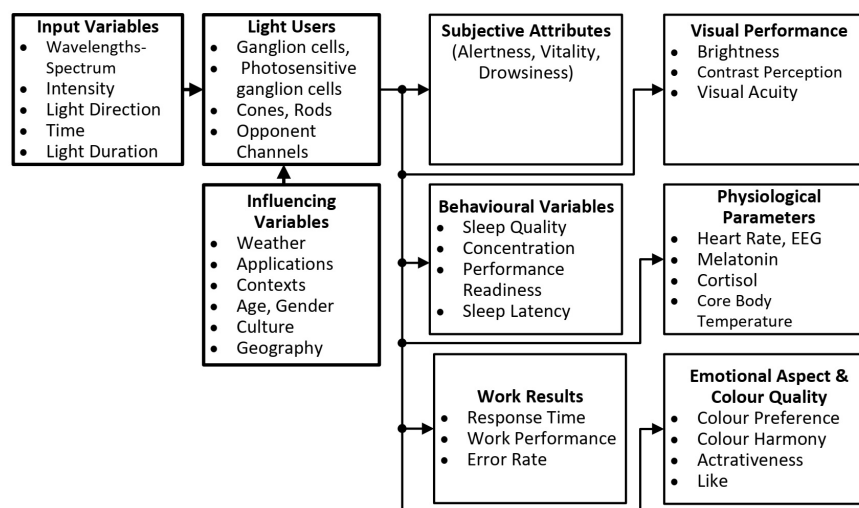 Input Variables
• Wavelengths-
Spectrum
• Intensity
• Light Direction
• Time
• Light Duration
Light Users
• Ganglion cells,
• Photosensitive
ganglion cells
• Cones, Rods
• Opponent
Channels
Influencing
Variables
• Weather
• Applications
• Contexts
• Age, Gender
• Culture
• Geography
Subjective Attributes
(Alertness, Vitality,
Drowsiness)
Visual Performance
• Brightness
• Contrast Perception
• Visual Acuity
Behavioural Variables
• Sleep Quality
• Concentration
• Performance
Readiness
• Sleep Latency
Physiological
Parameters
• Heart Rate, EEG
• Melatonin
• Cortisol
• Core Body
Temperature
Work Results
• Response Time
• Work Performance
• Error Rate
Emotional Aspect &
Colour Quality
• Colour Preference
• Colour Harmony
• Actrativeness
• Like